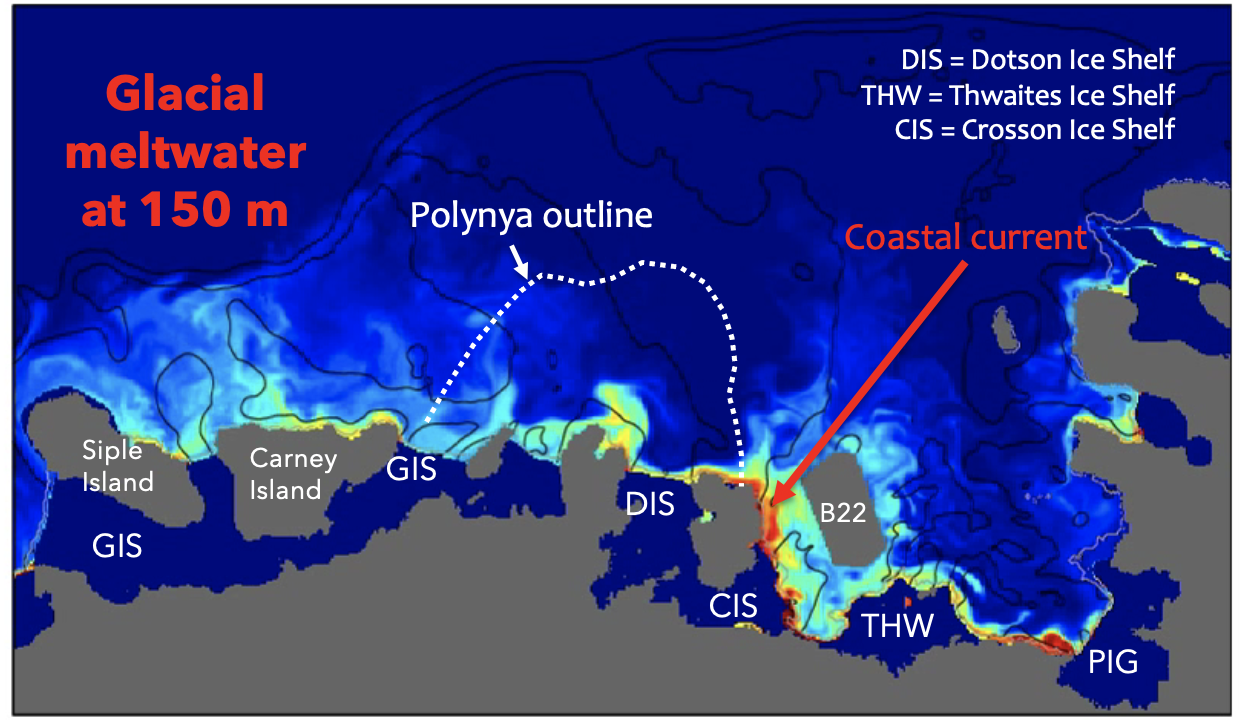 Glacial
meltwater
at 150 m
DIS = Dotson Ice Shelf
THW = Thwaites Ice Shelf
CIS = Crosson Ice Shelf
Polynya outline
Coastal current
Siple
Island
Carney
Island
GIS
GIS
DIS
B22
CIS
THW
PIG